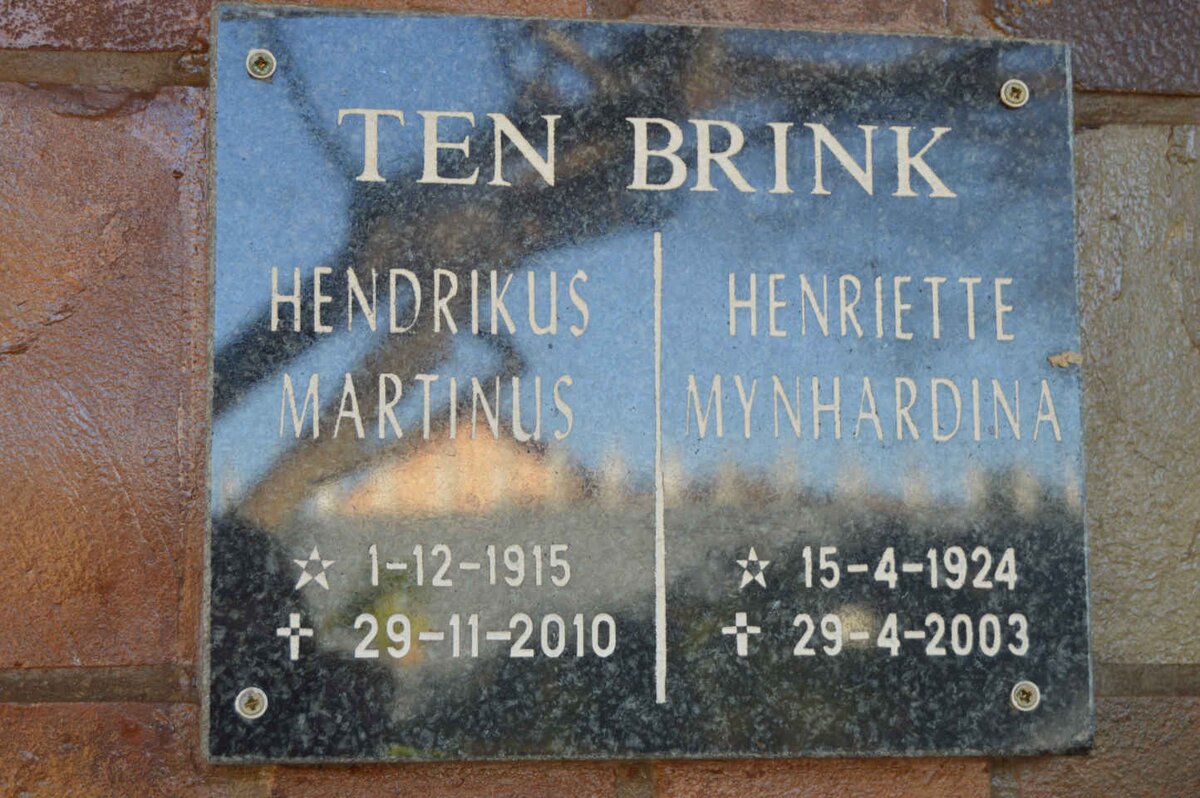 TEN BRINK
HENDRIKUS
MARTINUS
1-12-1915
29-11-2010
HENRIETTE
MYNHARDINA
15-4-1924
29-4-2003